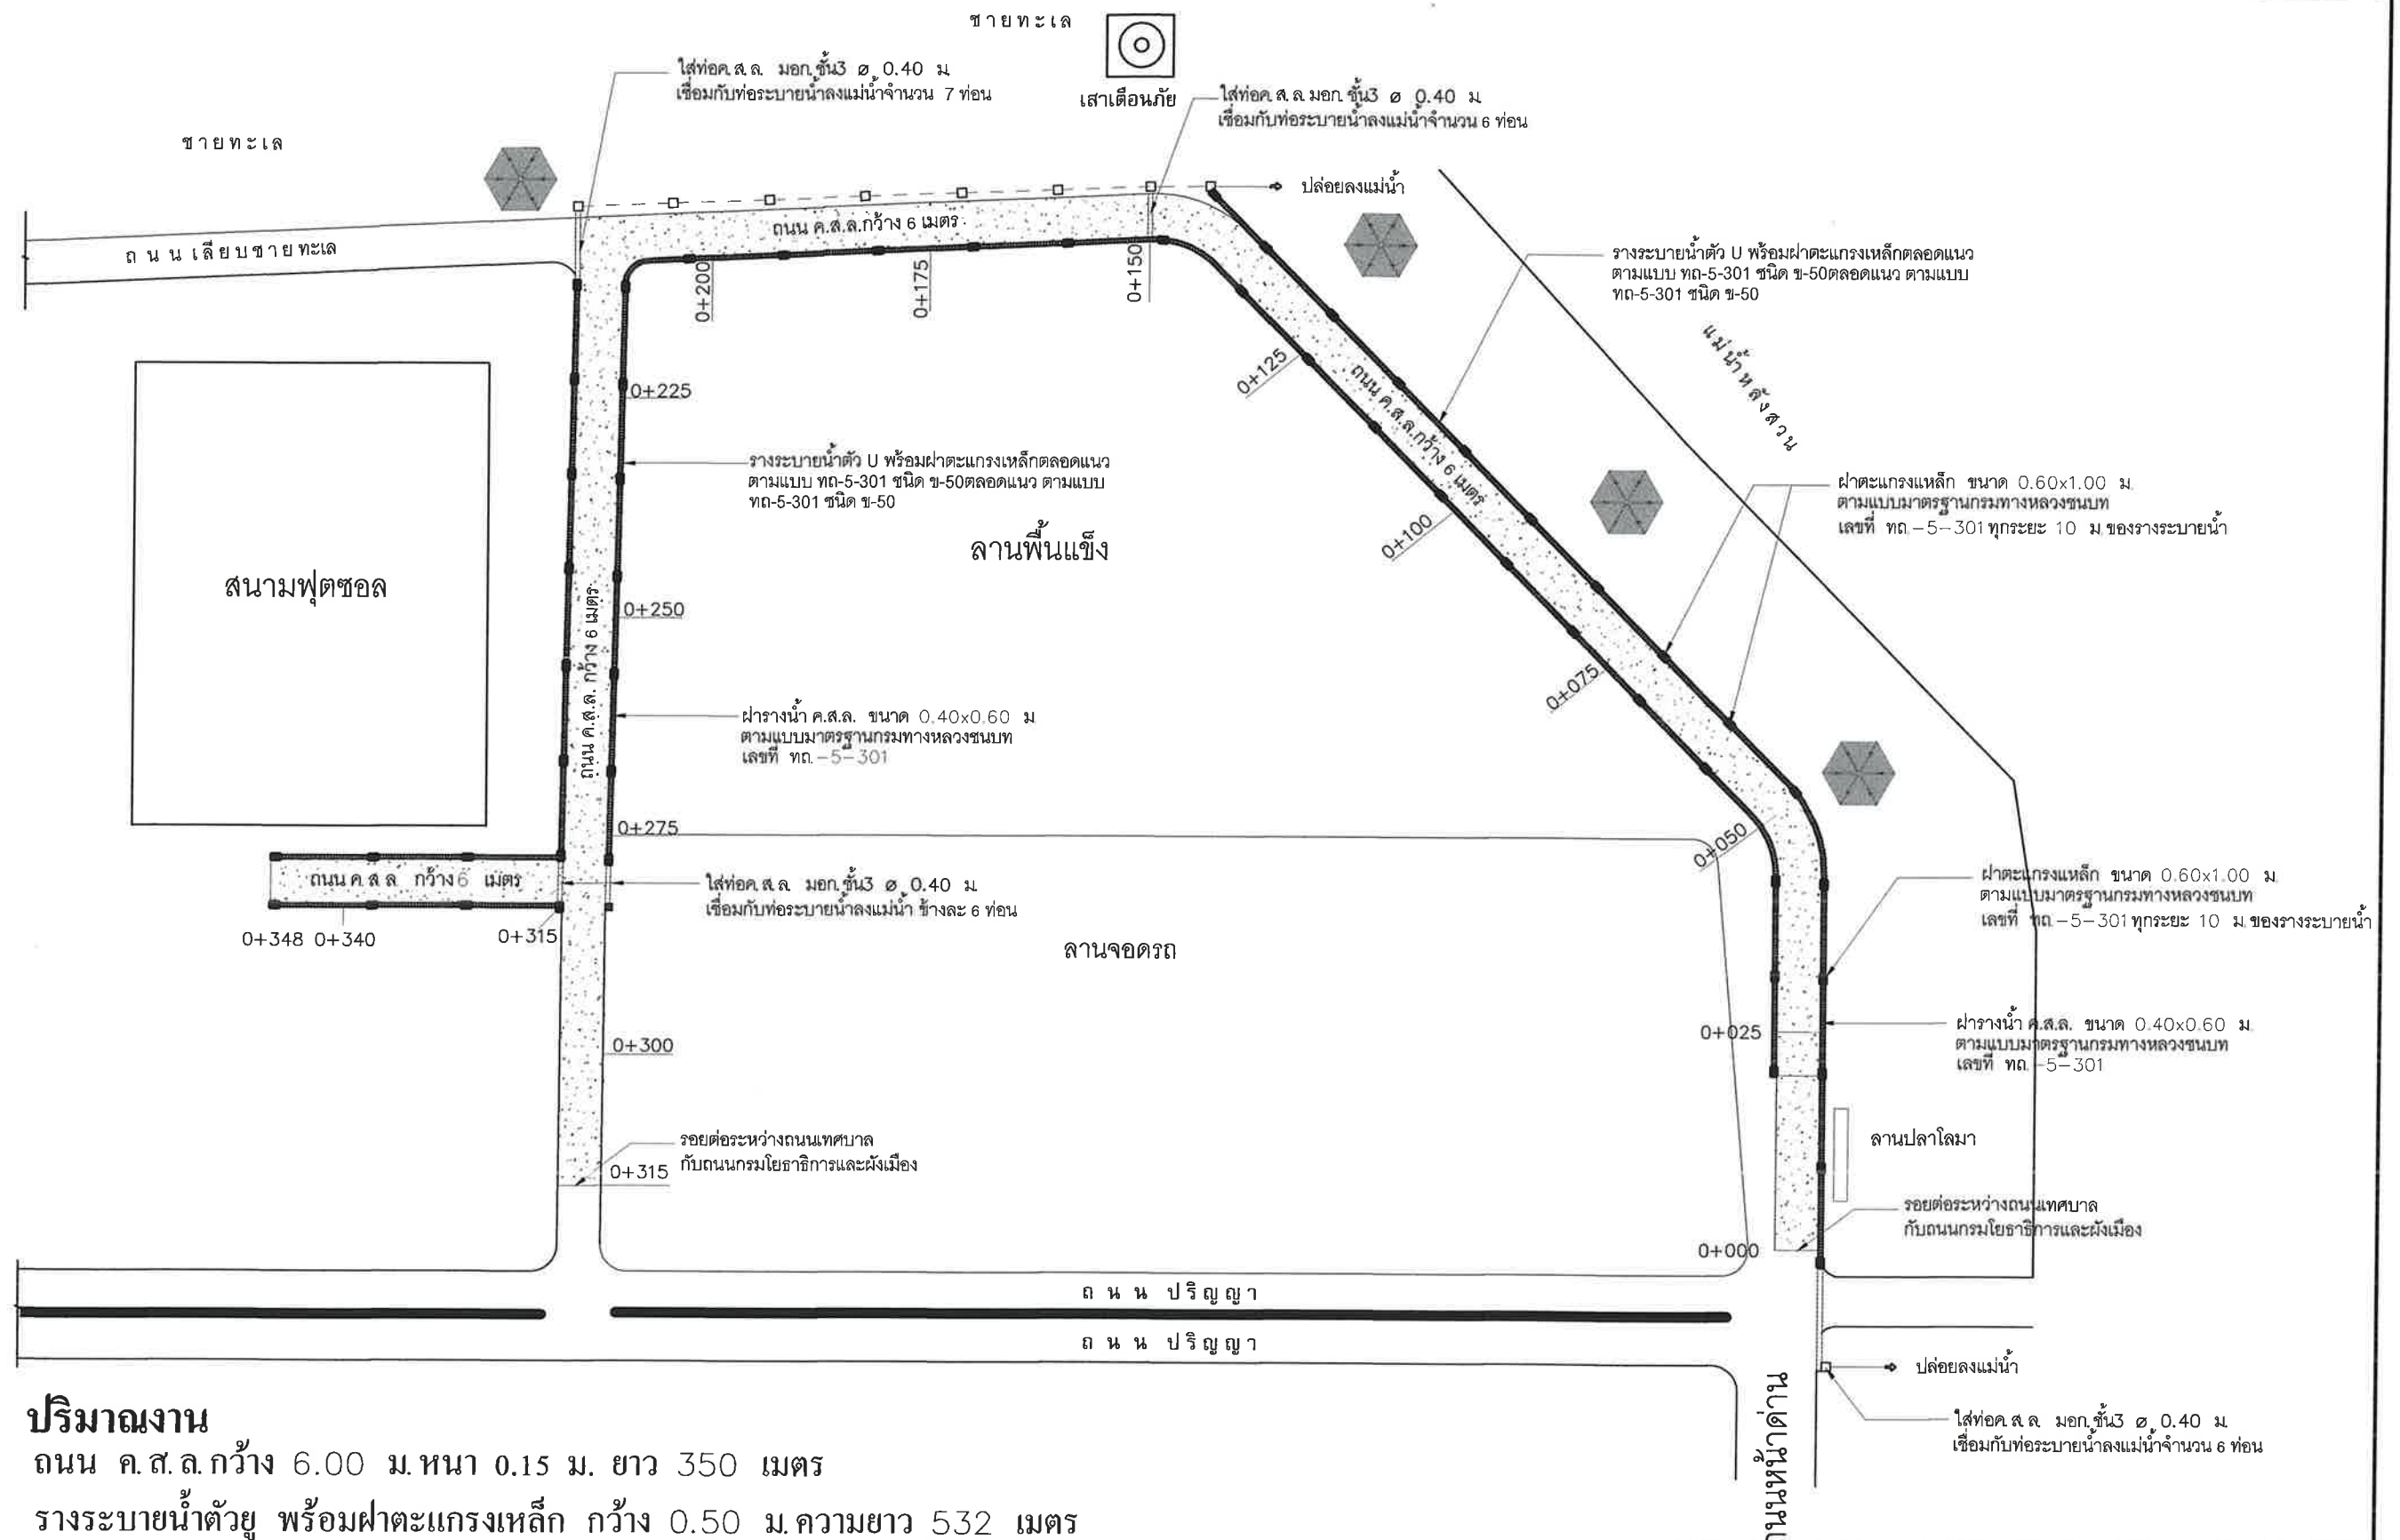 ชายทะเล
ใส่ท่อค.ส.ล. มอก.ชั้น3 ø 0.40 ม.
เชื่อมกับท่อระบายน้ำลงแม่น้ำจำนวน 7 ท่อน
เสาเตือนภัย
ใส่ท่อค.ส.ล.มอก.ชั้น3 ø 0.40 ม.
เชื่อมกับท่อระบายน้ำลงแม่น้ำจำนวน 6 ท่อน
ชายทะเล
ปล่อยลงแม่น้ำ
ถนนเลียบชายทะเล
ถนน ค.ส.ล.กว้าง 6 เมตร
0+200
0+175
0+150
รางระบายน้ำตัว U พร้อมฝาตะแกรงเหล็กตลอดแนว
ตามแบบ ทถ-5-301 ชนิด ข-50ตลอดแนว ตามแบบ
ทถ-5-301 ชนิด ข-50
แม่น้ำหลังสวน
0+125
ถนน ค.ส.ล.กว้าง 6 เมตร
0+225
รางระบายน้ำตัว U พร้อมฝาตะแกรงเหล็กตลอดแนว
ตามแบบ ทถ-5-301 ชนิด ข-50ตลอดแนว ตามแบบ
ทถ-5-301 ชนิด ข-50
ฝาตะแกรงเหล็ก ขนาด 0.60x1.00 ม.
ตามแบบมาตรฐานกรมทางหลวงชนบท
เลขที่ ทถ.-5-301 ทุกระยะ 10 ม.ของรางระบายน้ำ
0+100
ลานพื้นแข็ง
สนามฟุตซอล
0+250
ถนน ค.ส.ล. กว้าง 6 เมตร
0+075
ฝารางน้ำ ค.ส.ล. ขนาด 0.40x0.60 ม
ตามแบบมาตรฐานกรมทางหลวงชนบท
เลขที่ ทถ.-5-301
0+275
0+050
ถนน ค.ส.ล. กว้าง 6 เมตร
ใส่ท่อค.ส.ล. มอก.ชั้น3 ø 0.40 ม.
เชื่อมกับท่อระบายน้ำลงแม่น้ำ ข้างละ 6 ท่อน
0+348 0+340
0+315
ลานจอดรถ
ฝาตะแกรงเหล็ก ขนาด 0.60x1.00 ม.
ตามแบบมาตรฐานกรมทางหลวงชนบท
เลขที่ ทถ.-5-301 ทุกระยะ 10 ม.ของรางระบายน้ำ
0+300
0+025
ฝารางน้ำ ค.ส.ล. ขนาด 0.40x0.60 ม.
ตามแบบมาตรฐานกรมทางหลวงชนบท
เลขที่ ทถ.-5-301
รอยต่อระหว่างถนนเทศบาล
กับถนนกรมโยธาธิการและผังเมือง
0+315
ลานปลาโลมา
รอยต่อระหว่างถนนเทศบาล
กับถนนกรมโยธาธิการและผังเมือง
0+000
ถนน ปริญญา
ถนน ปริญญา
ปล่อยลงแม่น้ำ
ใส่ท่อค.ส.ล. มอก.ชั้น3 ø 0.40 ม.
เชื่อมกับท่อระบายน้ำลงแม่น้ำจำนวน 6 ท่อน
ถนนหน้าด่าน
ปริมาณงาน
ถนน ค.ส.ล.กว้าง 6.00 ม.หนา 0.15 ม. ยาว 350 เมตร
รางระบายน้ำตัวยู พร้อมฝาตะแกรงเหล็ก กว้าง 0.50 ม.ความยาว 532 เมตร